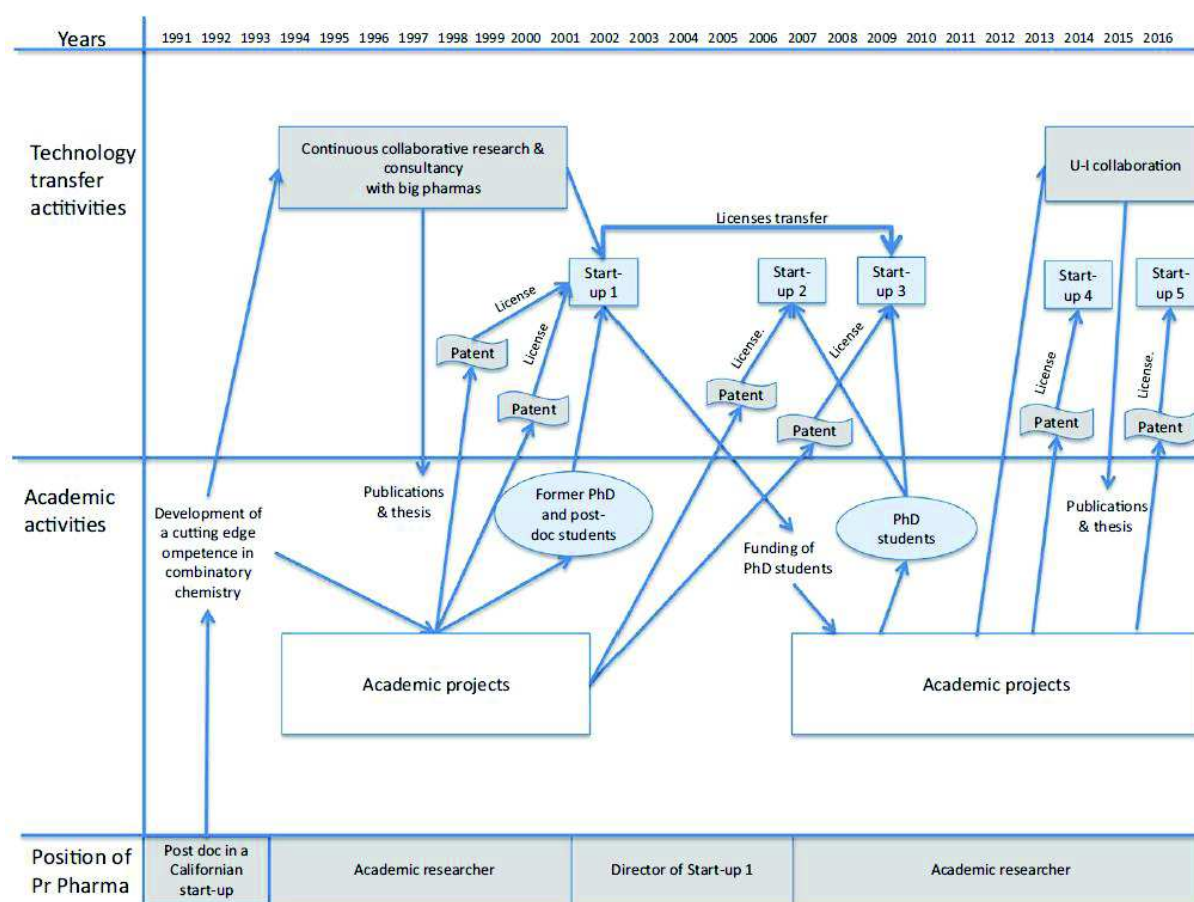 Years 1991 1992 1993 1994 1995 1996 1997 1998 1999 2000 2001 2002 2003 2004 2005 2006 2007 2008 2009 2010 2011 2012 2013 2014 2015 2016
Technology
transfer
actitivities
Continuous collaborative research &
consultancy
with big pharmas
U-I collaboration
Licenses transfer
Start-
up 1
Start-
up 2
Start-
up 3
Start-
up 4
Start-
up 5
License
License
License.
License
License
License.
Patent
Patent
Patent
Patent
Patent
Patent
Academic
activities
Development of
a cutting edge
ompetence in
combinatory
chemistry
Publications
& thesis
Former PhD
and post-
doc students
Funding of
PhD students
PhD
students
Publications
& thesis
Academic projects
Academic projects
Position of
Pr Pharma
Post doc in a
Californian
start-up
Academic researcher
Director of Start-up 1
Academic researcher